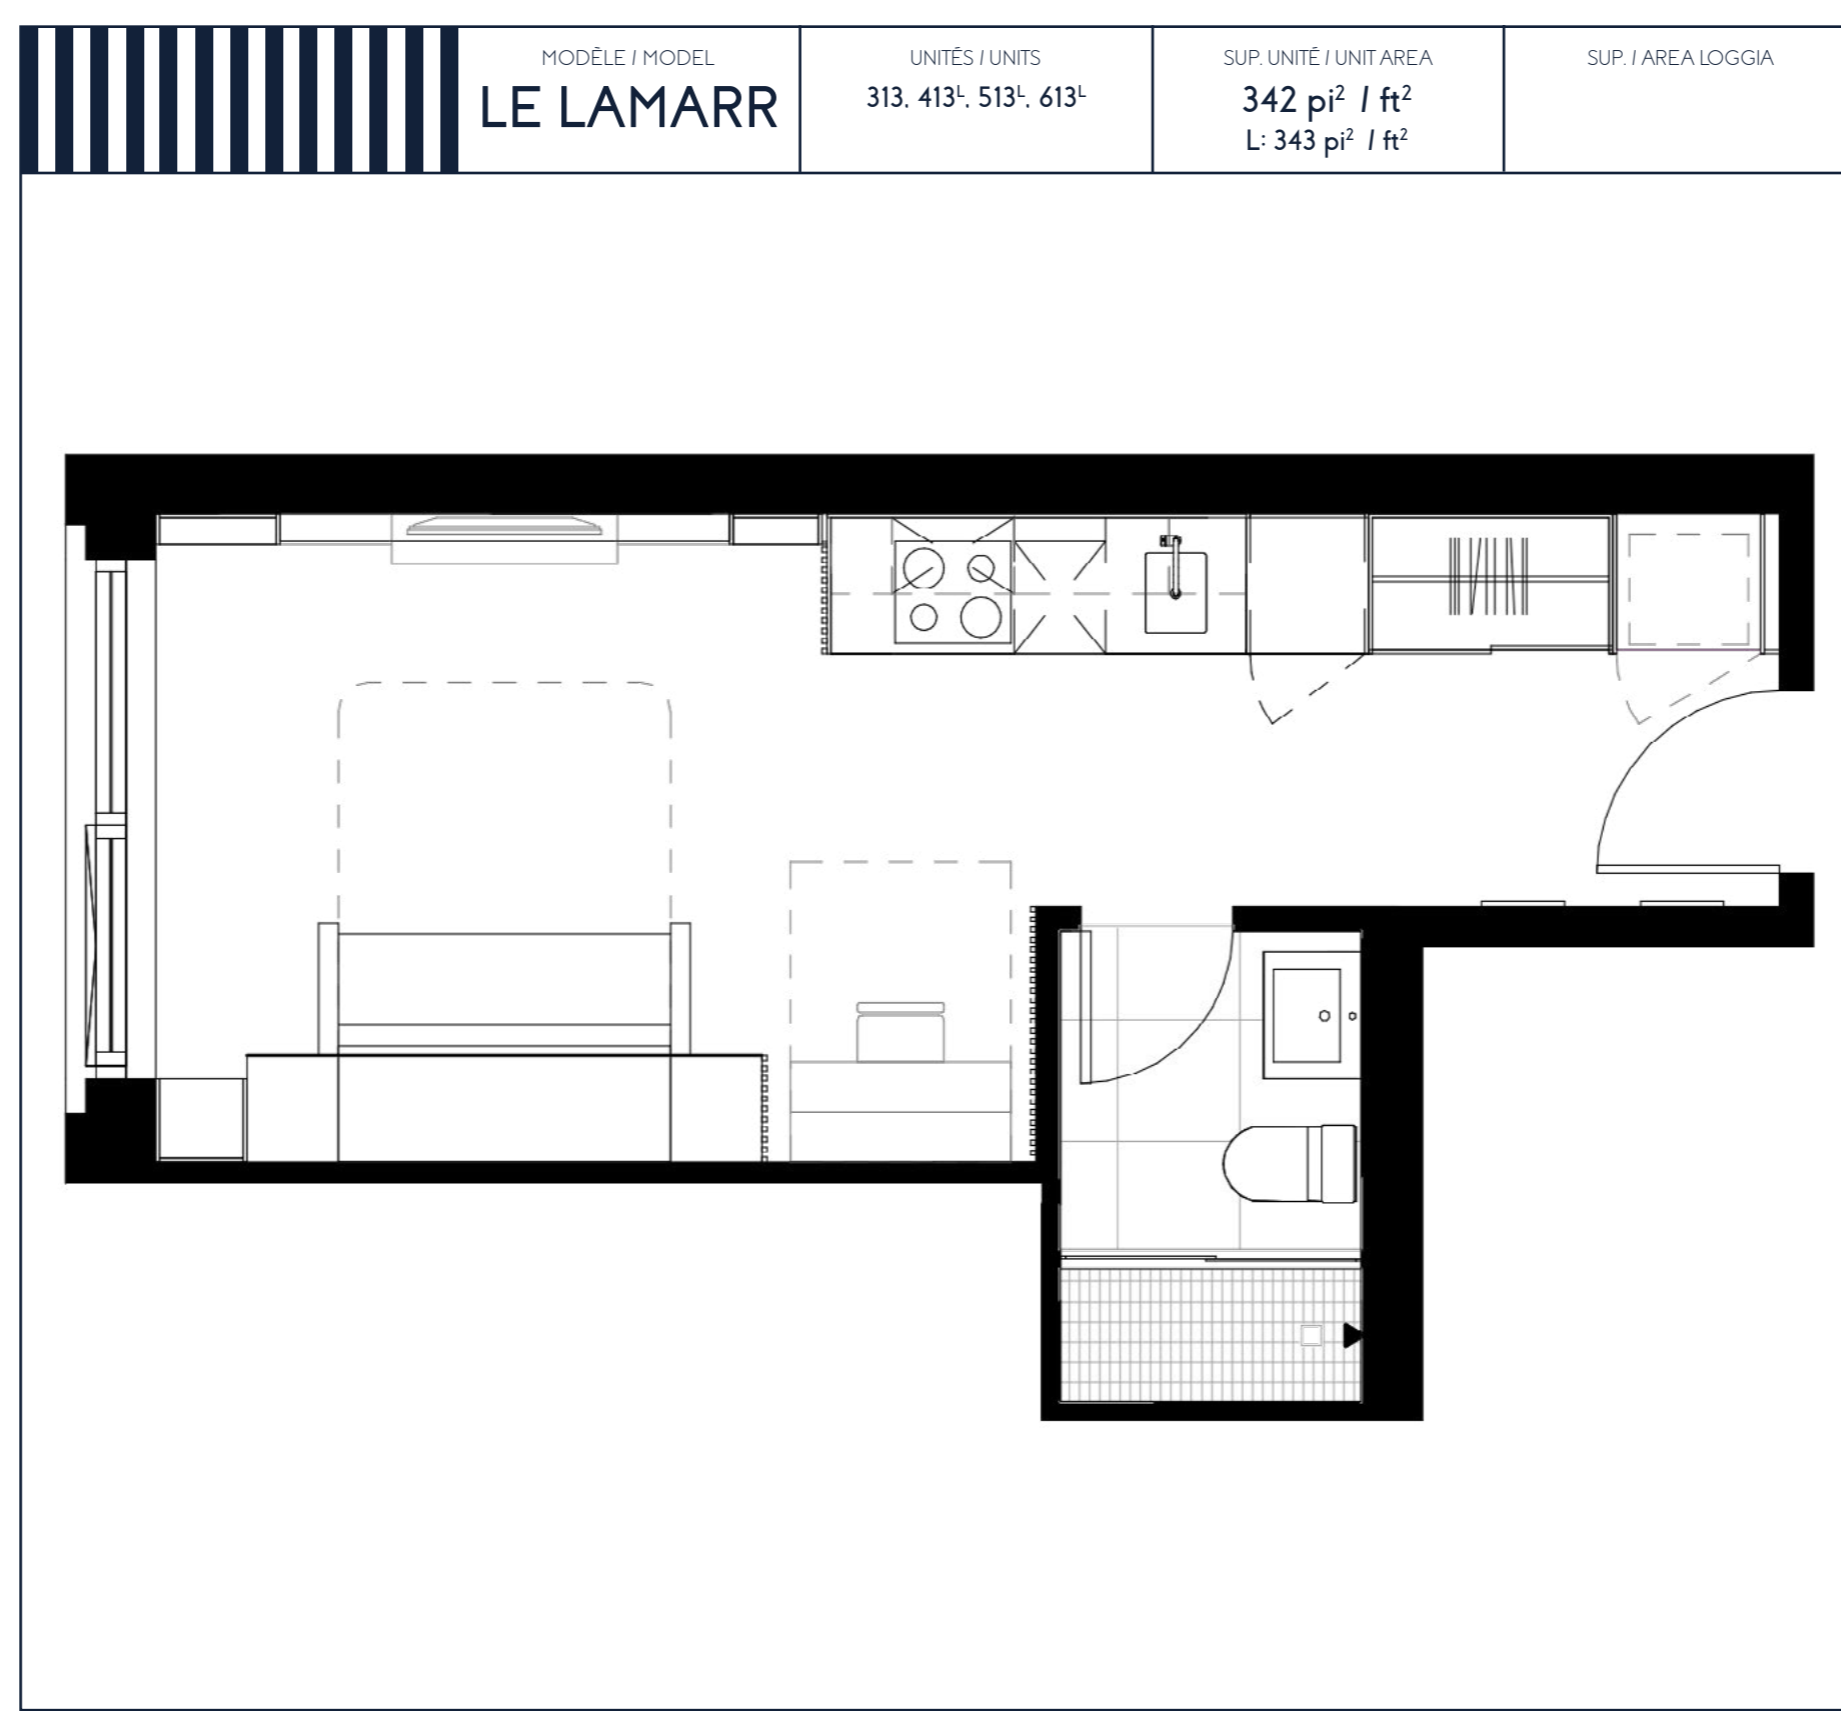 MODÈLE / MODEL
LE LAMARR
UNITÉS / UNITS
313, 413ᴸ, 513ᴸ, 613ᴸ
SUP. UNITÉ / UNIT AREA
342 pi² / ft²
L: 343 pi² / ft²
SUP. / AREA LOGGIA